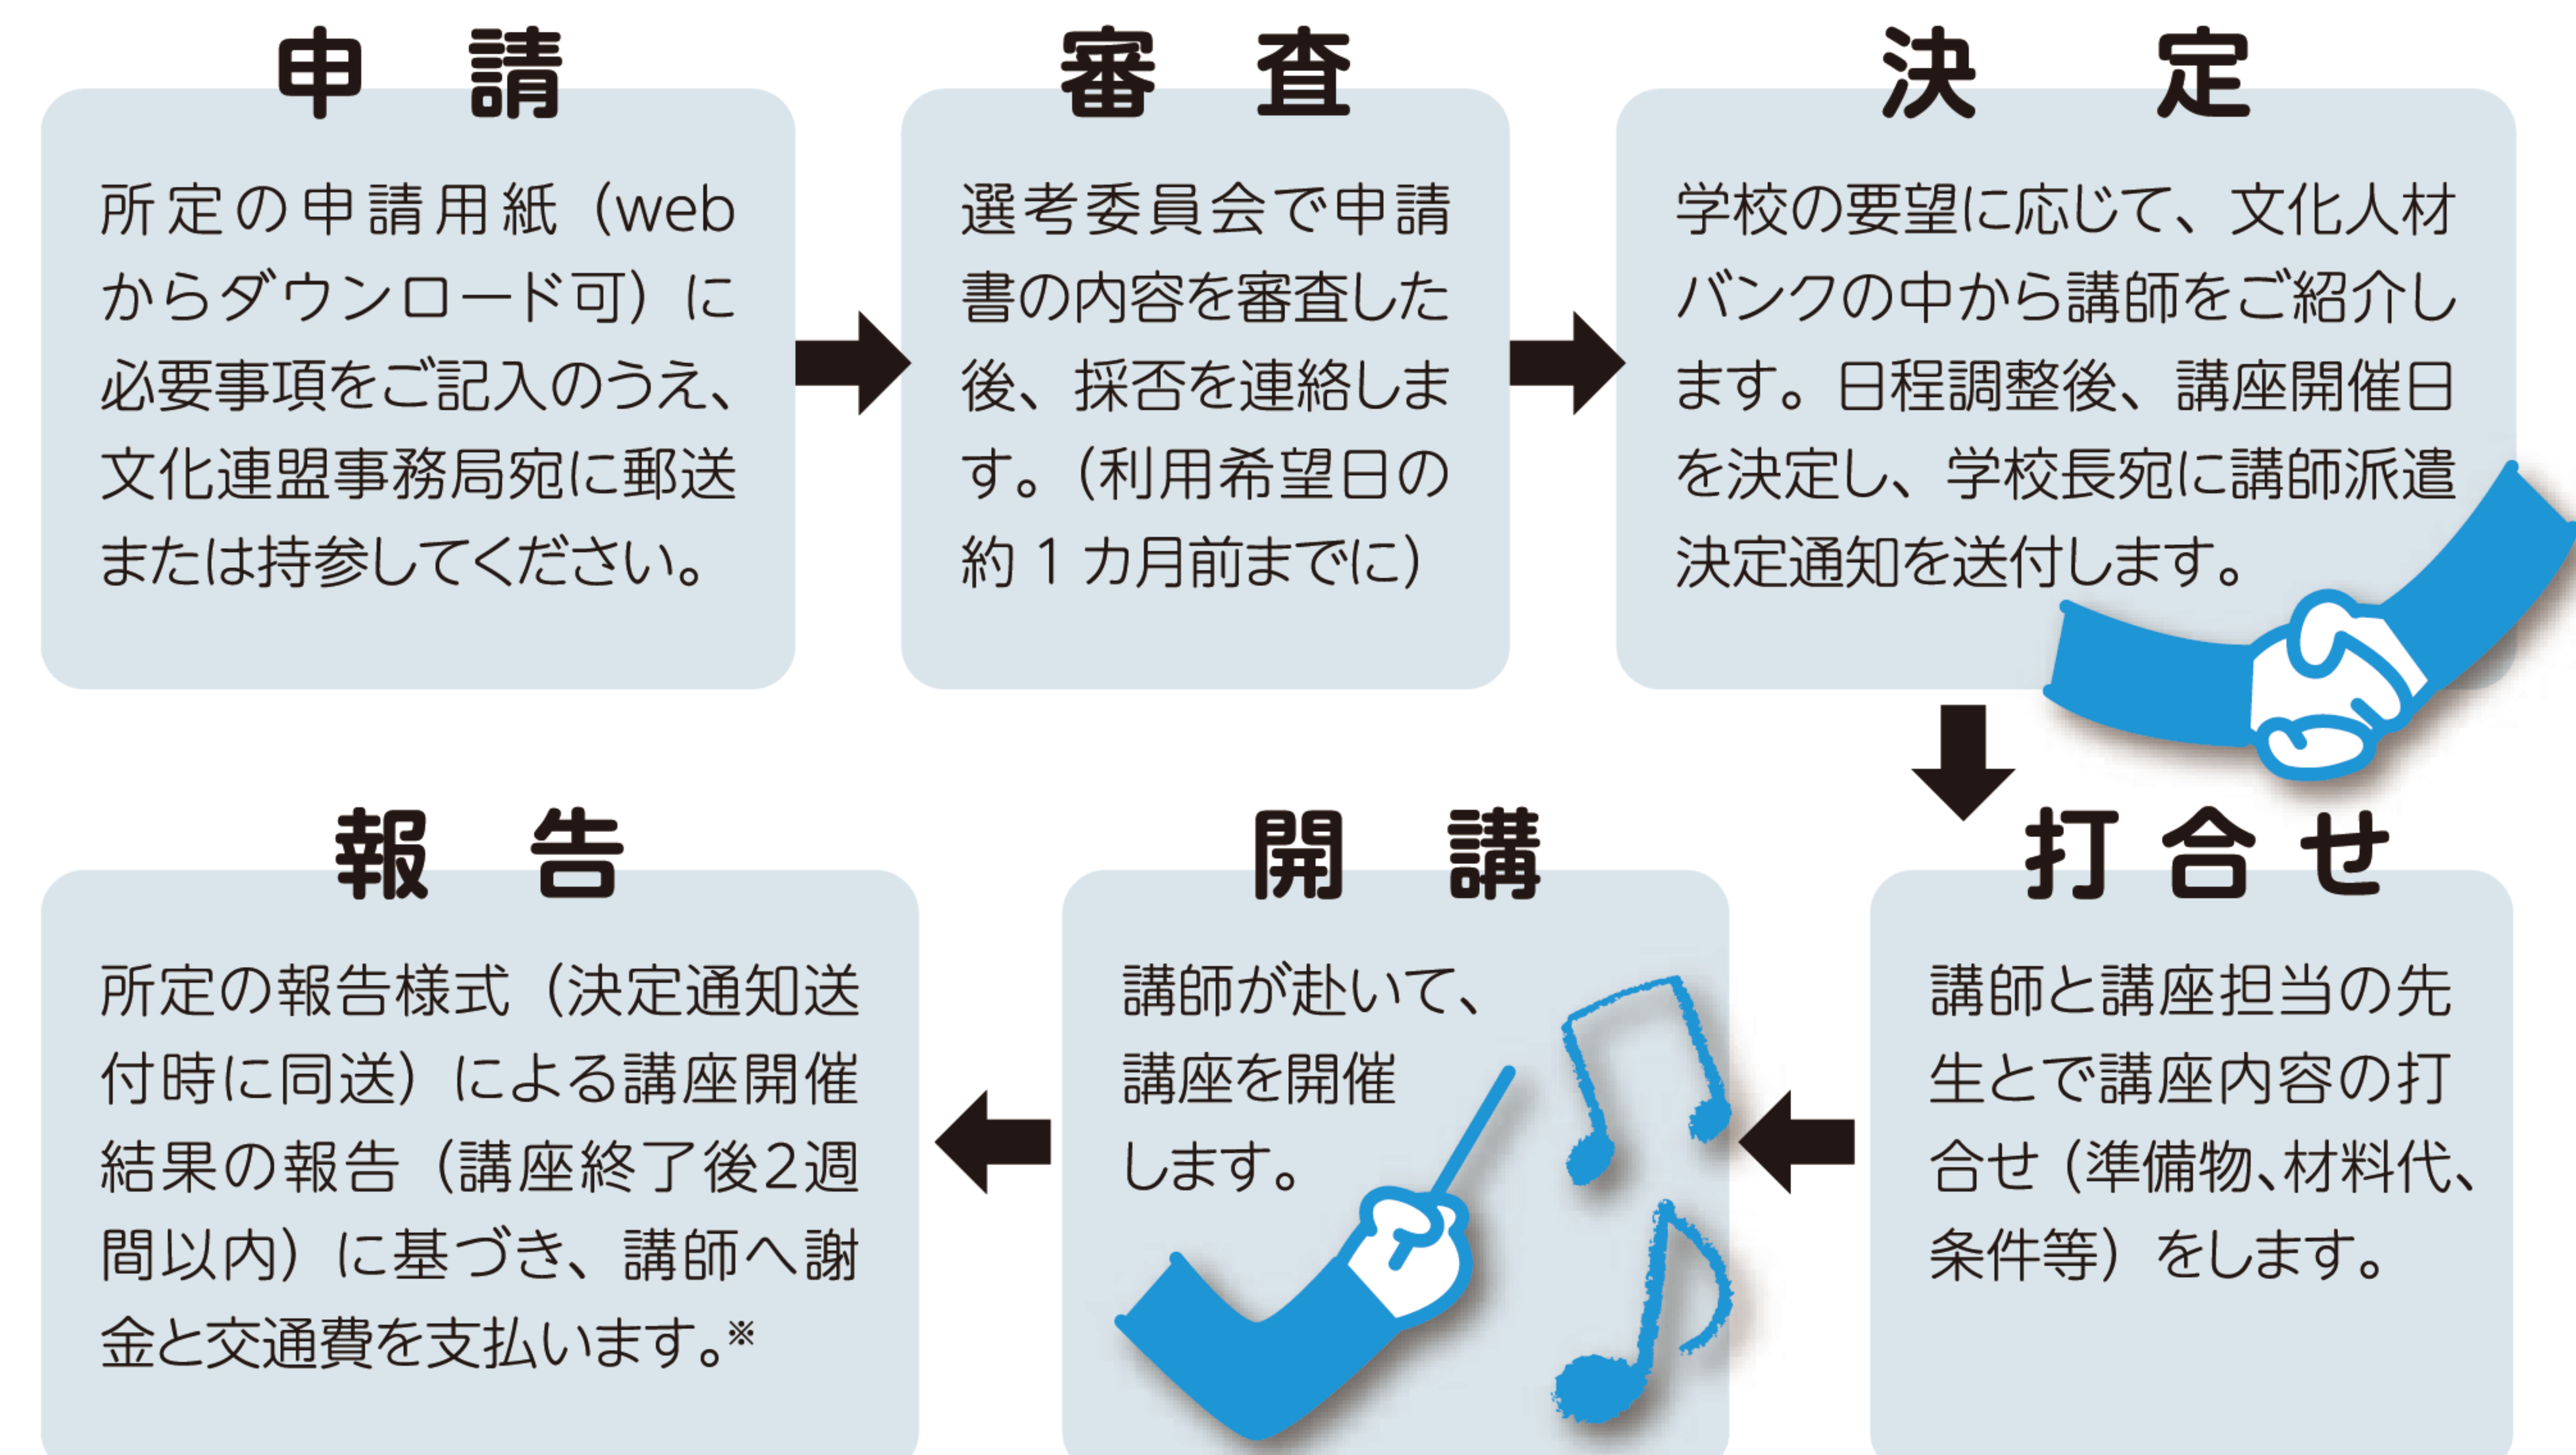 申請
所定の申請用紙（web
からダウンロード可）に
必要事項をご記入のうえ、
文化連盟事務局宛に郵送
または持参してください。
審査
選考委員会で申請
書の内容を審査した
後、採否を連絡しま
す。（利用希望日の
約1カ月前までに）
決定
学校の要望に応じて、文化人材
バンクの中から講師をご紹介し
ます。日程調整後、講座開催日
を決定し、学校長宛に講師派遣
決定通知を送付します。
打合せ
講師と講座担当の先
生とで講座内容の打
合せ（準備物、材料代、
条件等）をします。
開講
講師が赴いて、
講座を開催
します。
報告
所定の報告様式（決定通知送
付時に同送）による講座開催
結果の報告（講座終了後2週
間以内）に基づき、講師へ謝
金と交通費を支払います。※